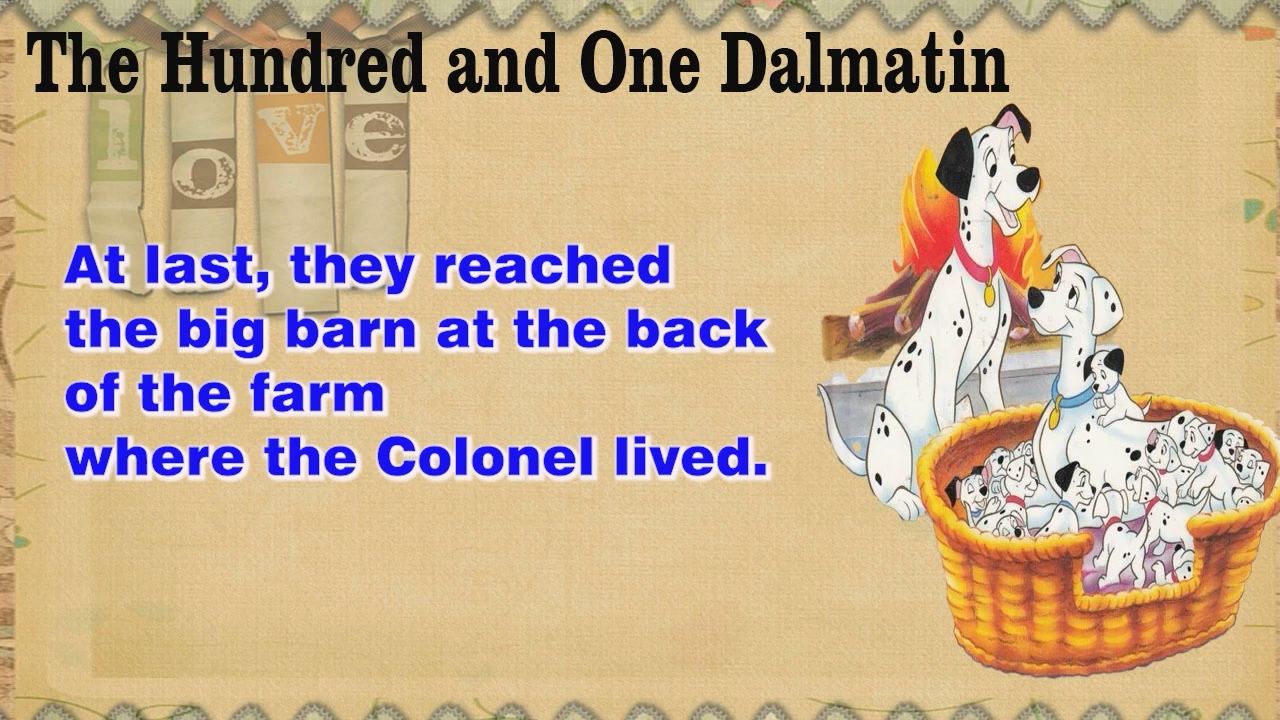 The Hundred and One Dalmatin
love
At last, they reached
the big barn at the back
of the farm
where the Colonel lived.